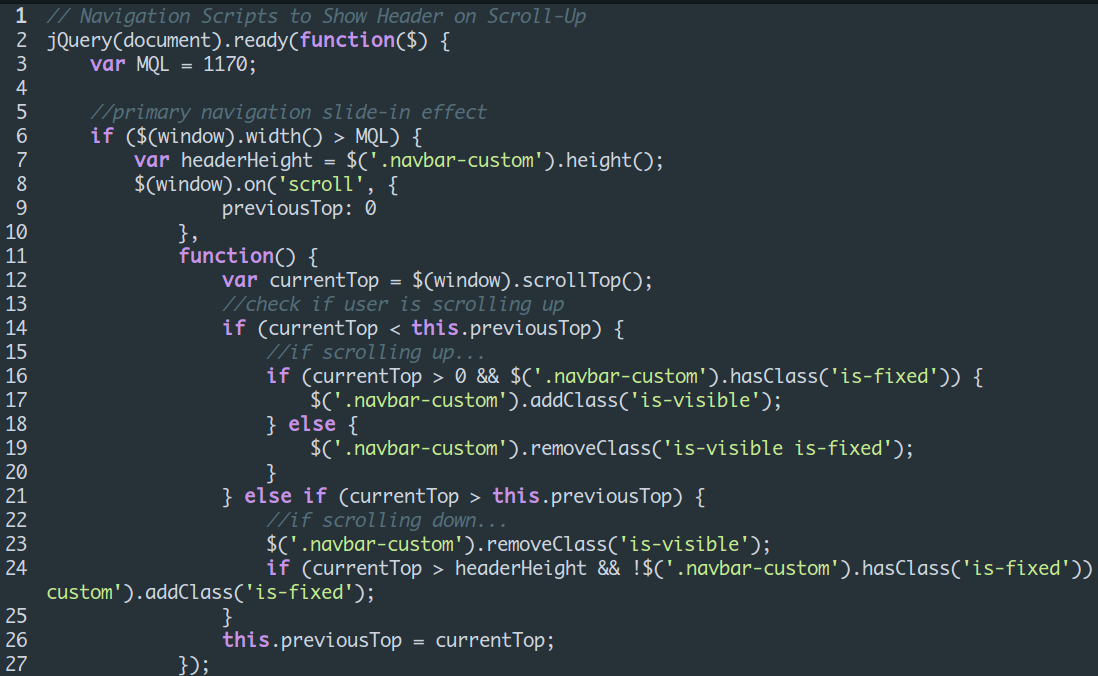 1 // Navigation Scripts to Show Header on Scroll-Up
2 jQuery(document).ready(function($) {
3     var MQL = 1170;
4
5     //primary navigation slide-in effect
6     if ($(window).width() > MQL) {
7         var headerHeight = $('.navbar-custom').height();
8         $(window).on('scroll', {
9                 previousTop: 0
10             },
11             function() {
12                 var currentTop = $(window).scrollTop();
13                 //check if user is scrolling up
14                 if (currentTop < this.previousTop) {
15                     //if scrolling up...
16                     if (currentTop > 0 && $('.navbar-custom').hasClass('is-fixed')) {
17                         $('.navbar-custom').addClass('is-visible');
18                     } else {
19                         $('.navbar-custom').removeClass('is-visible is-fixed');
20                     }
21                 } else if (currentTop > this.previousTop) {
22                     //if scrolling down...
23                     $('.navbar-custom').removeClass('is-visible');
24                     if (currentTop > headerHeight && !$('.navbar-custom').hasClass('is-fixed'))
custom').addClass('is-fixed');
25                 }
26                 this.previousTop = currentTop;
27             });